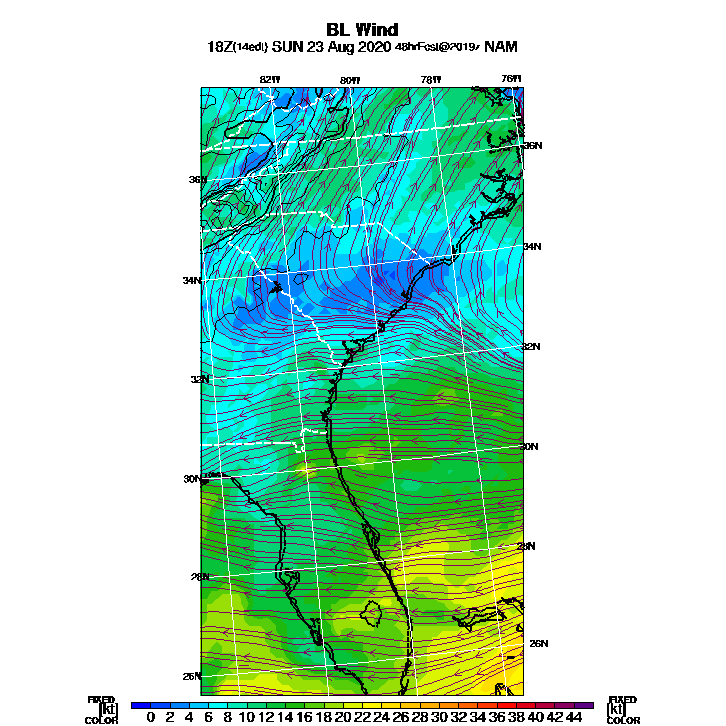 BL Wind
18Z(14edt) SUN 23 Aug 2020 48hrFcst@2019z NAM
82W 80W 78W 76W
36N
36N
34N
34N
32N
32N
30N
30N
28N
28N
26N
26N
FIXED FIXED
[kt] 0 2 4 6 8 10 12 14 16 18 20 22 24 26 28 30 32 34 36 38 40 42 44 [kt]
COLOR COLOR